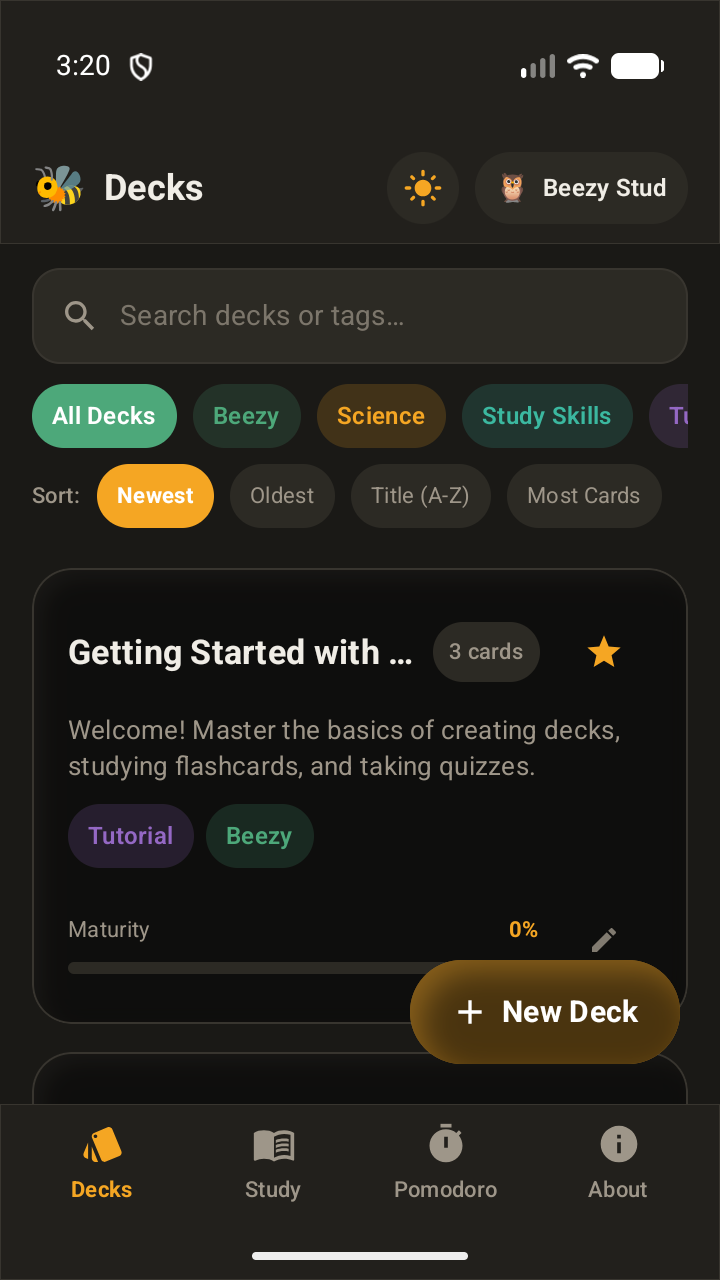 3:20
Decks
Beezy Stud
Search decks or tags…
All Decks
Beezy
Science
Study Skills
Sort:
Newest
Oldest
Title (A-Z)
Most Cards
Getting Started with …
3 cards
Welcome! Master the basics of creating decks,
studying flashcards, and taking quizzes.
Tutorial
Beezy
Maturity
0%
New Deck
Decks
Study
Pomodoro
About